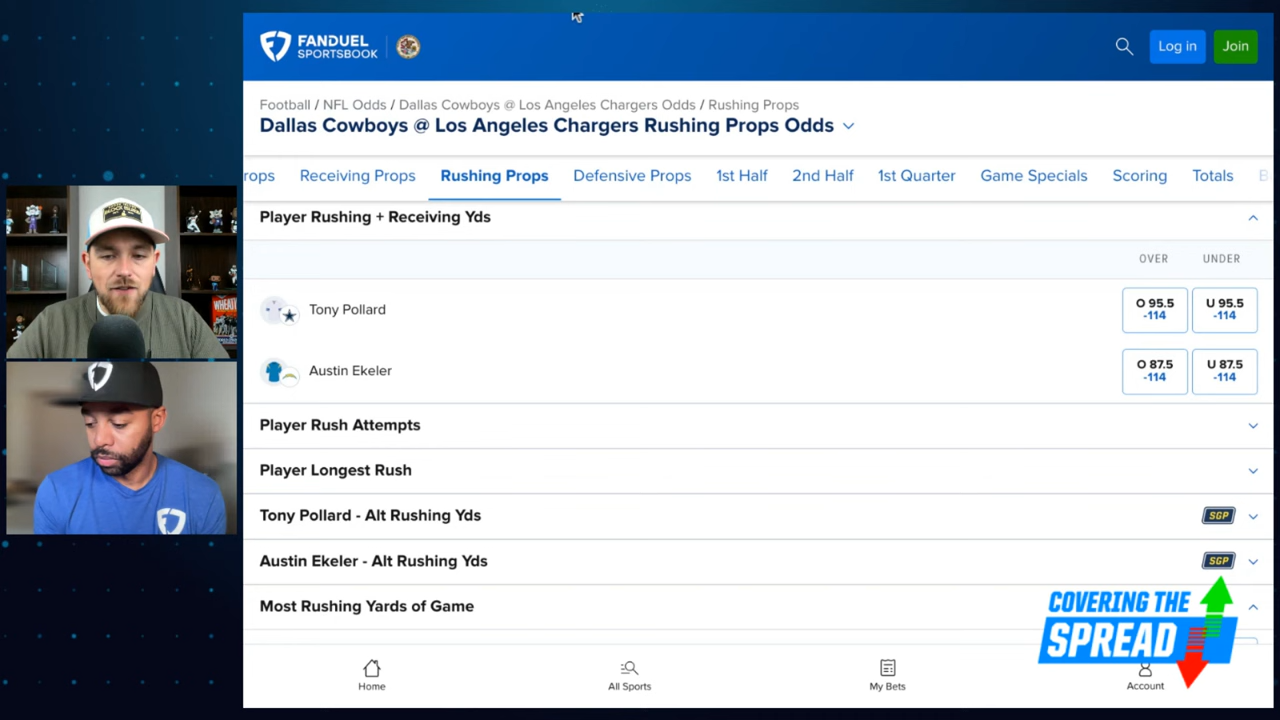 FANDUEL
SPORTSBOOK
Log in
Join
Football / NFL Odds / Dallas Cowboys @ Los Angeles Chargers Odds / Rushing Props
Dallas Cowboys @ Los Angeles Chargers Rushing Props Odds
rops Receiving Props Rushing Props Defensive Props 1st Half 2nd Half 1st Quarter Game Specials Scoring Totals B
Player Rushing + Receiving Yds
OVER UNDER
Tony Pollard
O 95.5 U 95.5
-114 -114
Austin Ekeler
O 87.5 U 87.5
-114 -114
Player Rush Attempts
Player Longest Rush
Tony Pollard - Alt Rushing Yds SGP
Austin Ekeler - Alt Rushing Yds SGP
Most Rushing Yards of Game
COVERING THE
SPREAD
Home All Sports My Bets Account